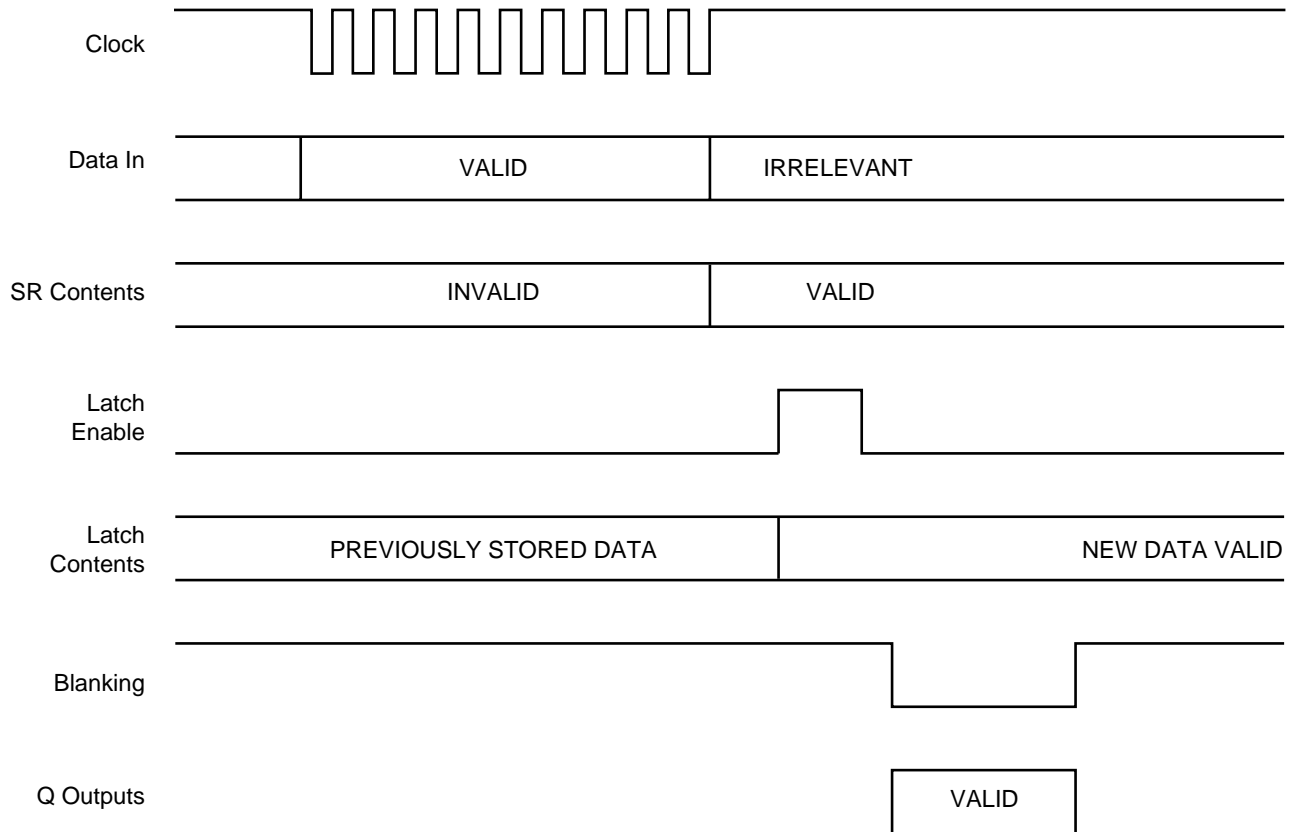 Clock
Data In
VALID
IRRELEVANT
SR Contents
INVALID
VALID
Latch
Enable
Latch
Contents
PREVIOUSLY STORED DATA
NEW DATA VALID
Blanking
Q Outputs
VALID